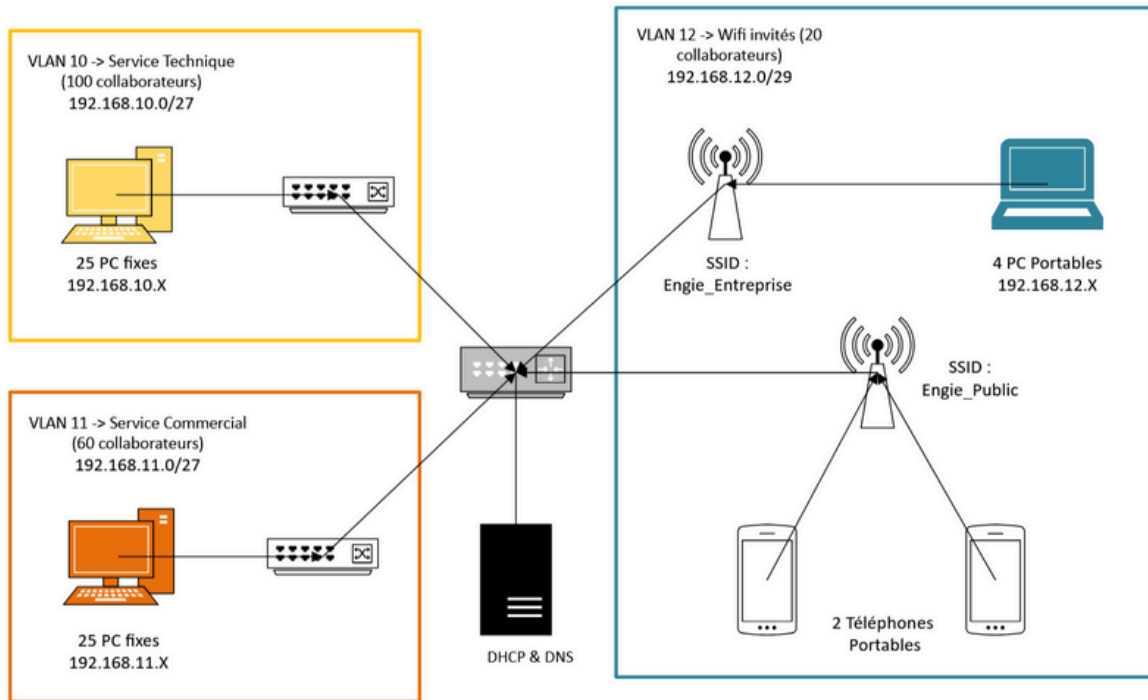 VLAN 10 -> Service Technique
(100 collaborateurs)
192.168.10.0/27
25 PC fixes
192.168.10.X
VLAN 11 -> Service Commercial
(60 collaborateurs)
192.168.11.0/27
25 PC fixes
192.168.11.X
DHCP & DNS
VLAN 12 -> Wifi invités (20
collaborateurs)
192.168.12.0/29
SSID :
Engie_Entreprise
4 PC Portables
192.168.12.X
SSID :
Engie_Public
2 Téléphones
Portables